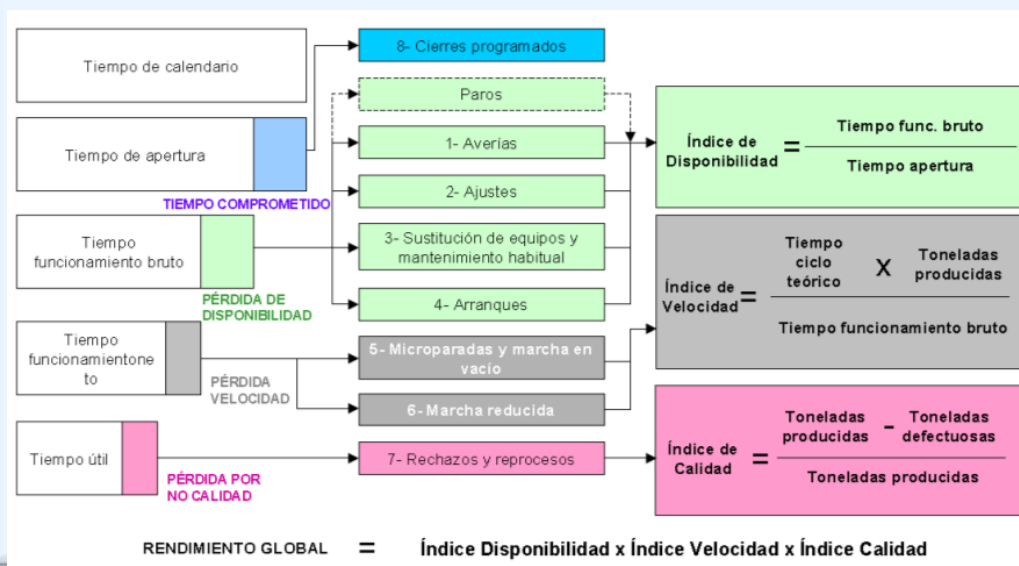 Tiempo de calendario
8- Cierres programados
Paros
Tiempo de apertura
1- Averías
TIEMPO COMPROMETIDO
2- Ajustes
Índice de
Disponibilidad
=
Tiempo func. bruto
Tiempo apertura
Tiempo
funcionamiento bruto
3- Sustitución de equipos y
mantenimiento habitual
PÉRDIDA DE
DISPONIBILIDAD
4- Arranques
Índice de
Velocidad
=
Tiempo
ciclo
teórico
X
Toneladas
producidas
Tiempo funcionamiento bruto
Tiempo
funcionamientone
to
5- Microparadas y marcha en
vacío
PÉRDIDA
VELOCIDAD
6- Marcha reducida
Tiempo útil
7- Rechazos y reprocesos
PÉRDIDA POR
NO CALIDAD
Índice de
Calidad
=
Toneladas
producidas
-
Toneladas
defectuosas
Toneladas producidas
RENDIMIENTO GLOBAL = Índice Disponibilidad x Índice Velocidad x Índice Calidad